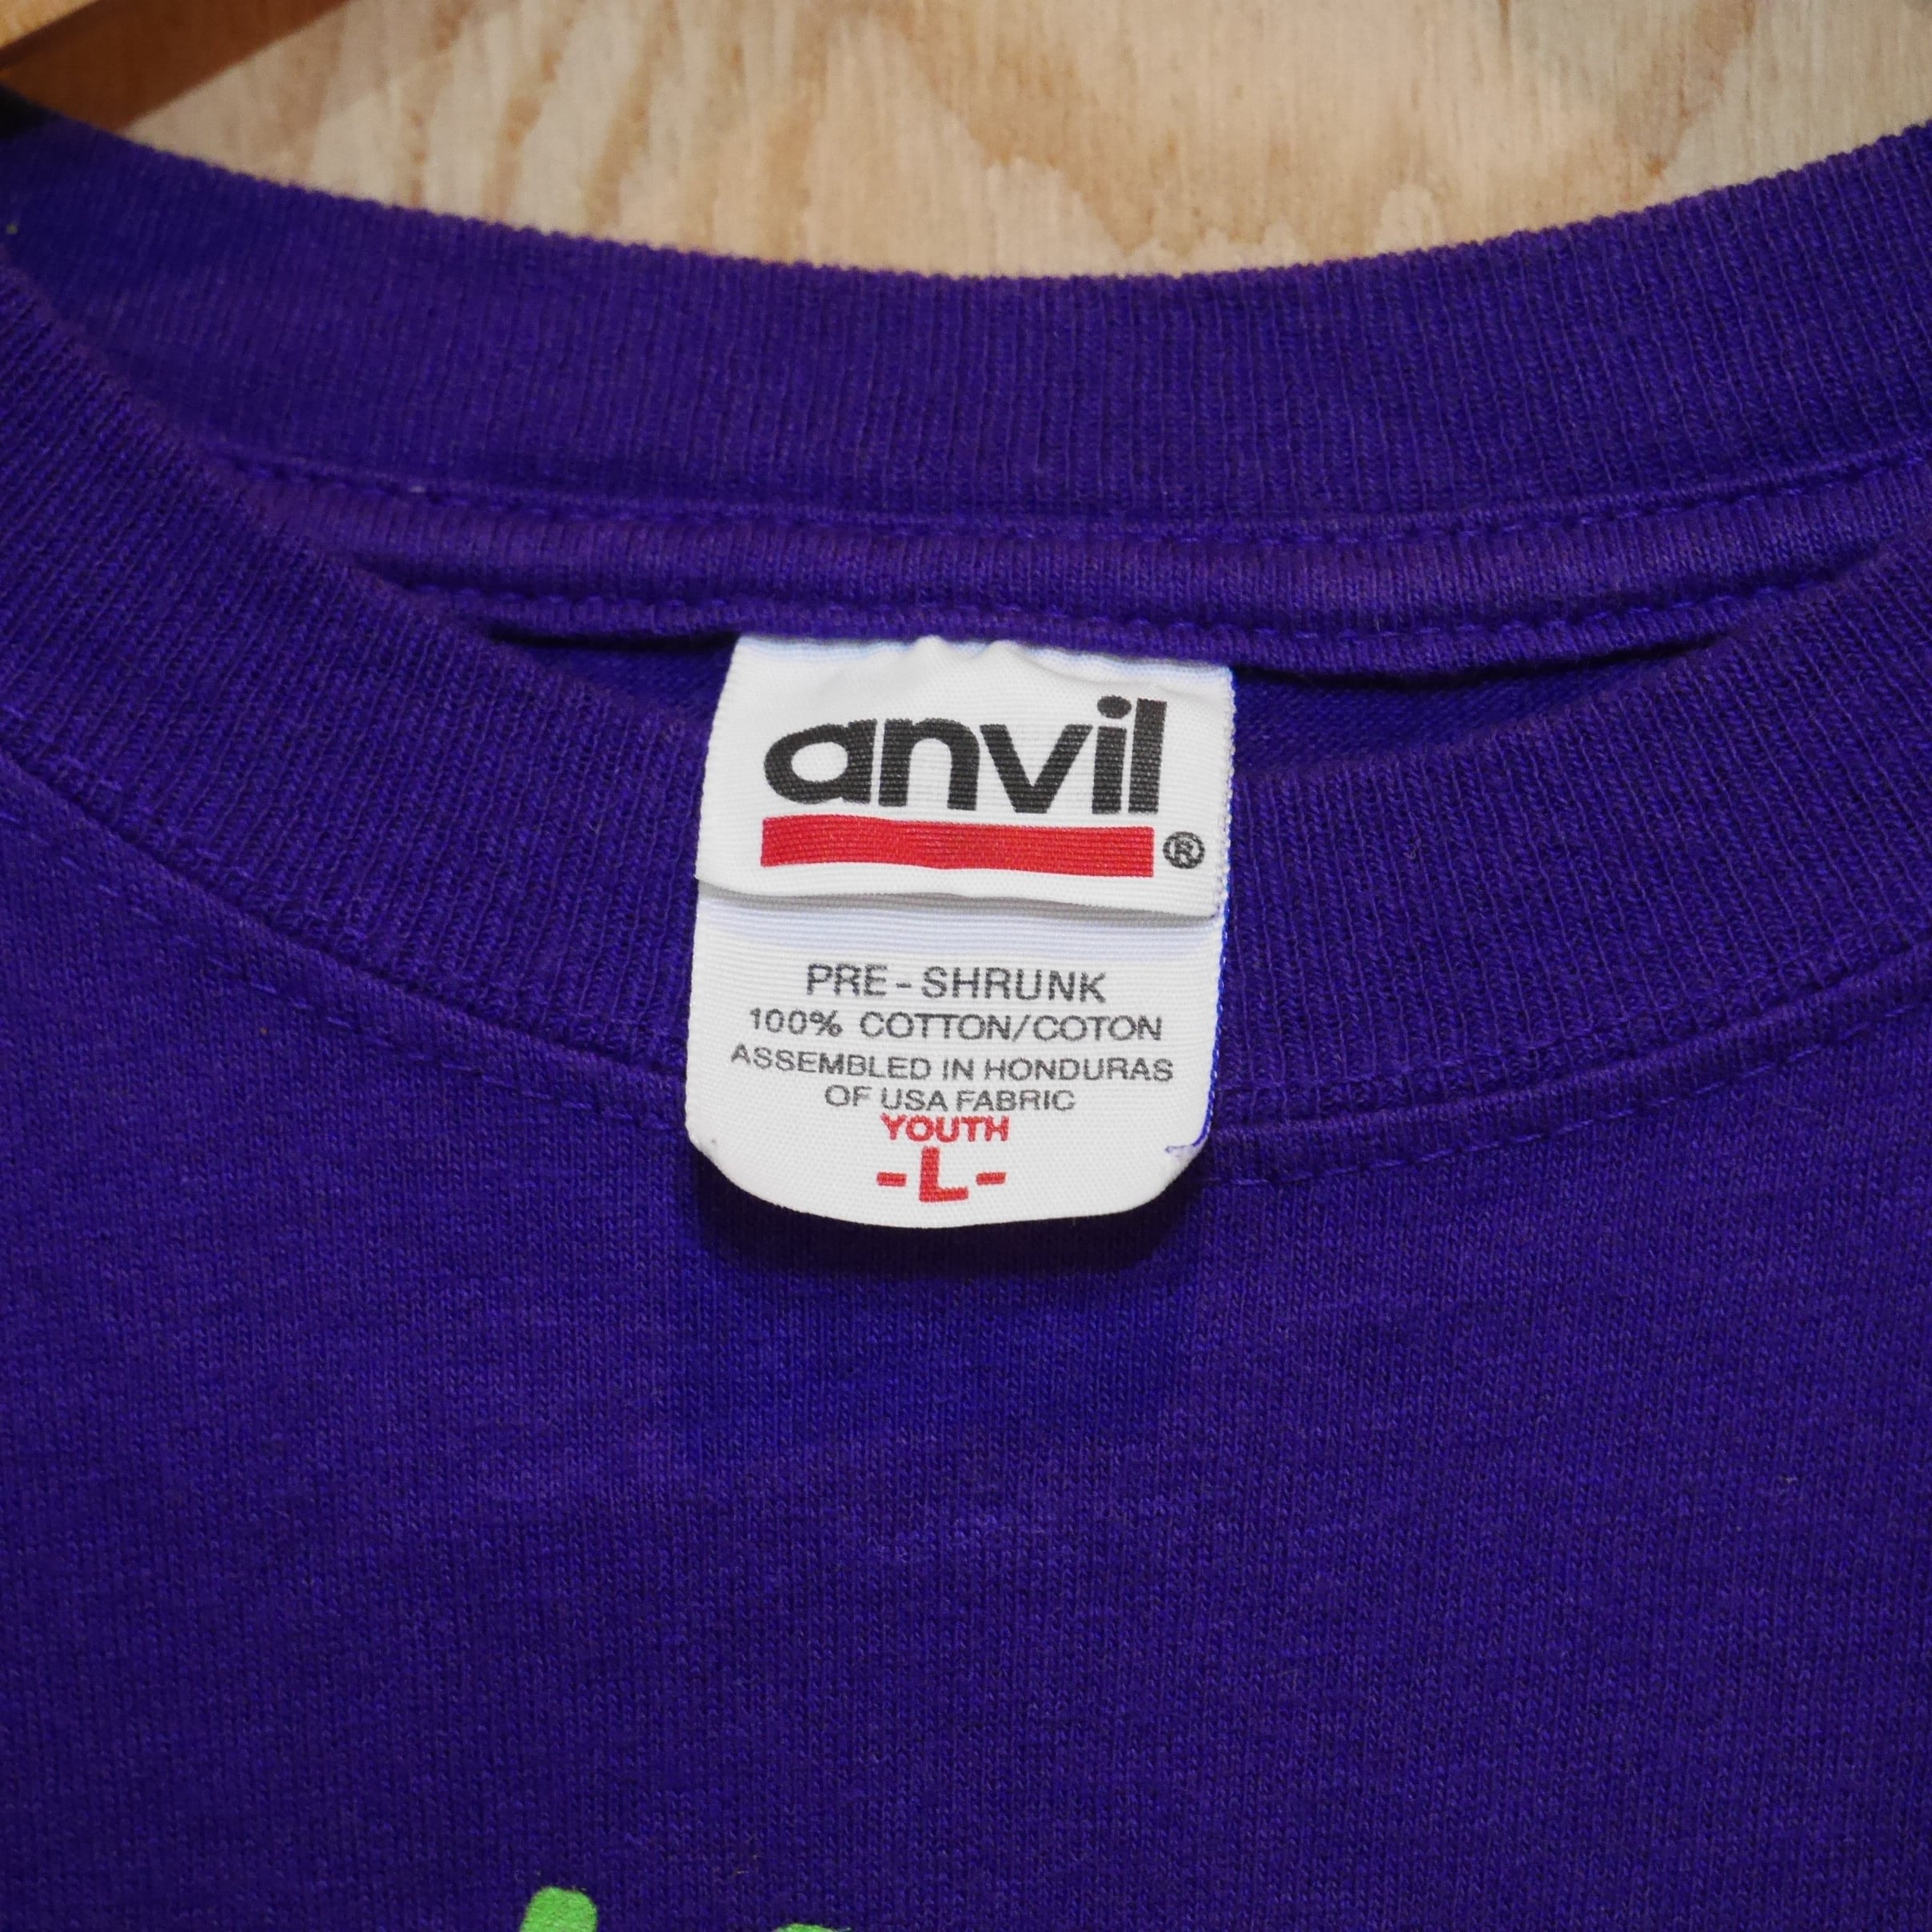 anvil
®
PRE-SHRUNK
100% COTTON/COTON
ASSEMBLED IN HONDURAS
OF USA FABRIC
YOUTH
-L-